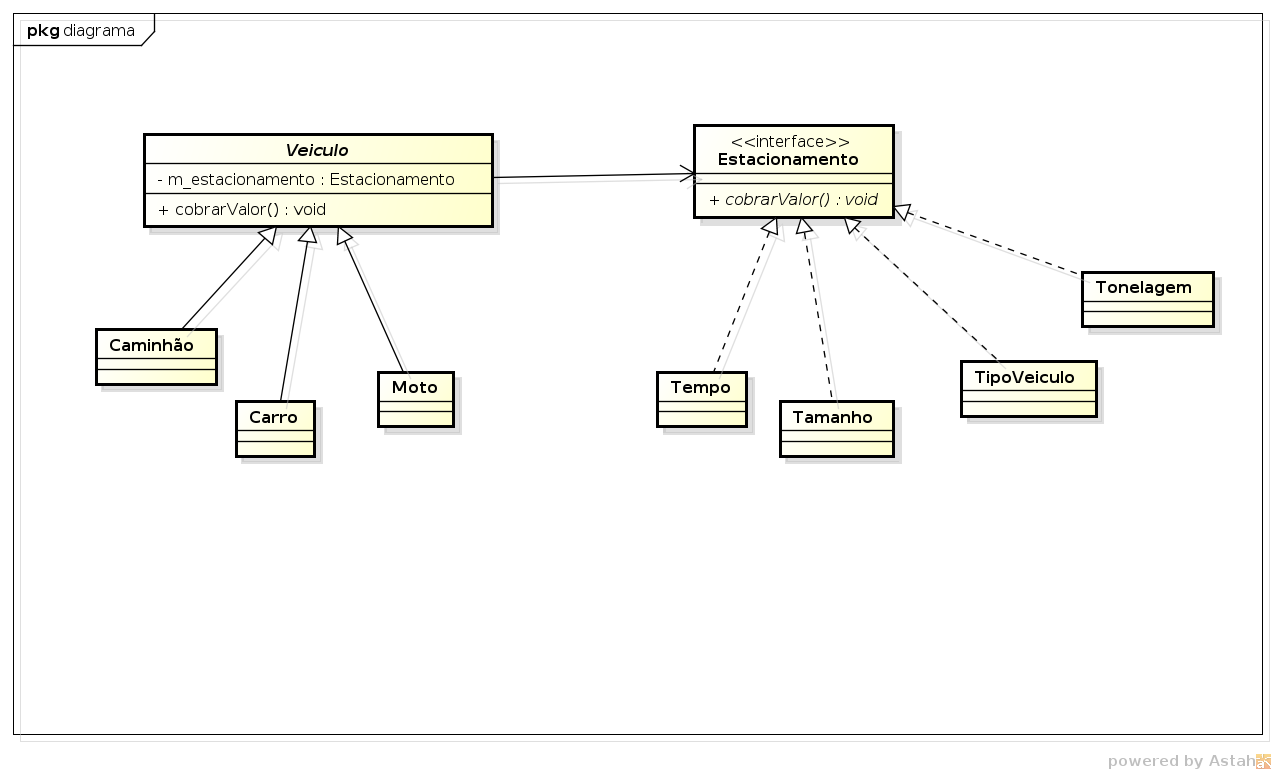 pkg diagrama
Veiculo
- m_estacionamento : Estacionamento
+ cobrarValor() : void
<<interface>>
Estacionamento
+ cobrarValor() : void
Tonelagem
Caminhão
TipoVeiculo
Moto
Tempo
Carro
Tamanho
powered by Astah